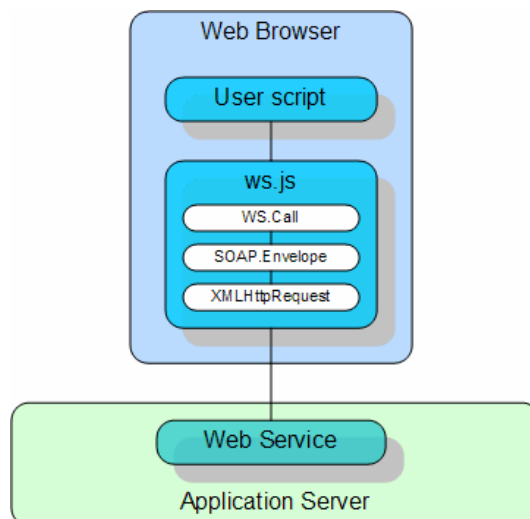 Web Browser
User script
ws.js
WS.Call
SOAP.Envelope
XMLHttpRequest
Web Service
Application Server